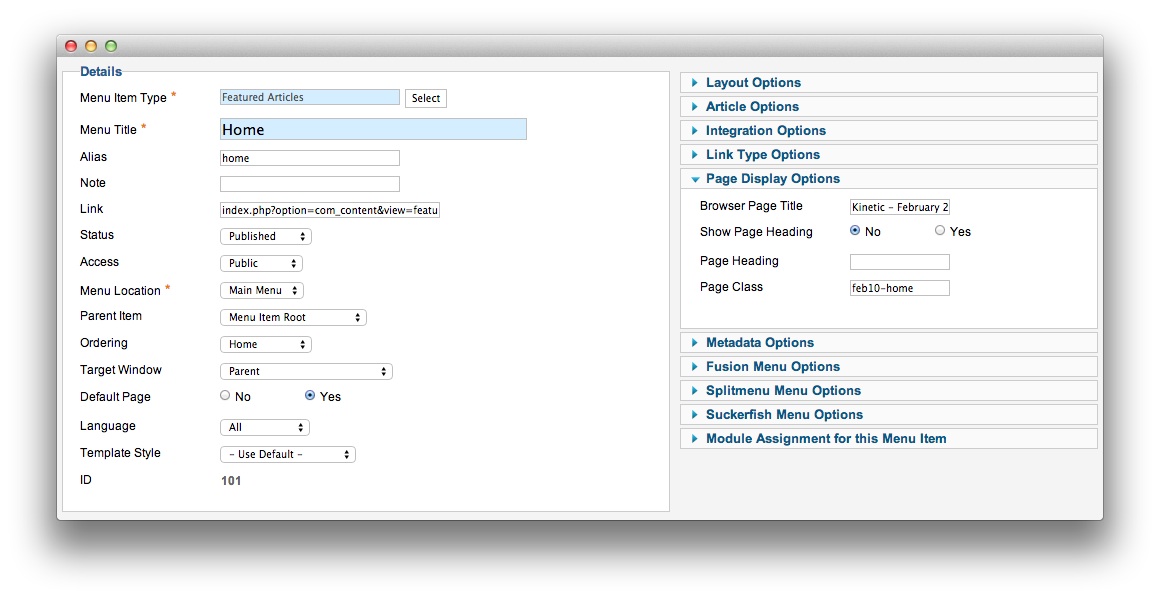 Details
Menu Item Type * Featured Articles Select
Menu Title * Home
Alias home
Note
Link index.php?option=com_content&view=featu
Status Published
Access Public
Menu Location * Main Menu
Parent Item Menu Item Root
Ordering Home
Target Window Parent
Default Page No Yes
Language All
Template Style - Use Default -
ID 101
Layout Options
Article Options
Integration Options
Link Type Options
Page Display Options
Browser Page Title Kinetic - February 2
Show Page Heading No Yes
Page Heading
Page Class feb10-home
Metadata Options
Fusion Menu Options
Splitmenu Menu Options
Suckerfish Menu Options
Module Assignment for this Menu Item